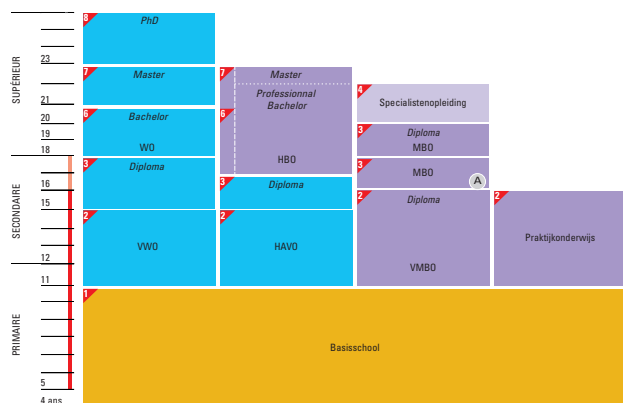 SUPÉRIEUR
SECONDAIRE
PRIMAIRE
23
21
20
19
18
16
15
12
11
5
4 ans
8
PhD
7
Master
6
Bachelor
WO
3
Diploma
2
VWO
7
Master
Professionnal
Bachelor
6
HBO
3
Diploma
2
HAVO
4
Specialistenopleiding
3
Diploma
MBO
3
MBO
A
2
Diploma
VMBO
2
Praktijkonderwijs
1
Basisschool